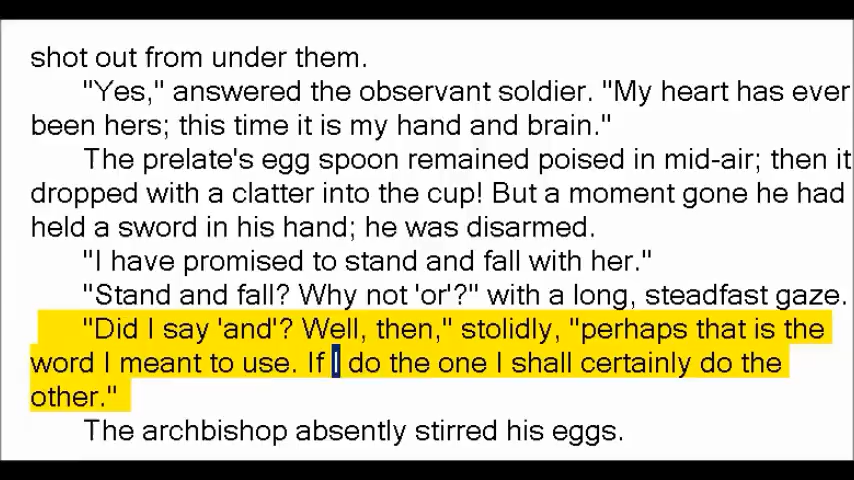 shot out from under them.
"Yes," answered the observant soldier. "My heart has ever
been hers; this time it is my hand and brain."
The prelate's egg spoon remained poised in mid-air; then it
dropped with a clatter into the cup! But a moment gone he had
held a sword in his hand; he was disarmed.
"I have promised to stand and fall with her."
"Stand and fall? Why not 'or'?" with a long, steadfast gaze.
"Did I say 'and'? Well, then," stolidly, "perhaps that is the
word I meant to use. If I do the one I shall certainly do the
other."
The archbishop absently stirred his eggs.